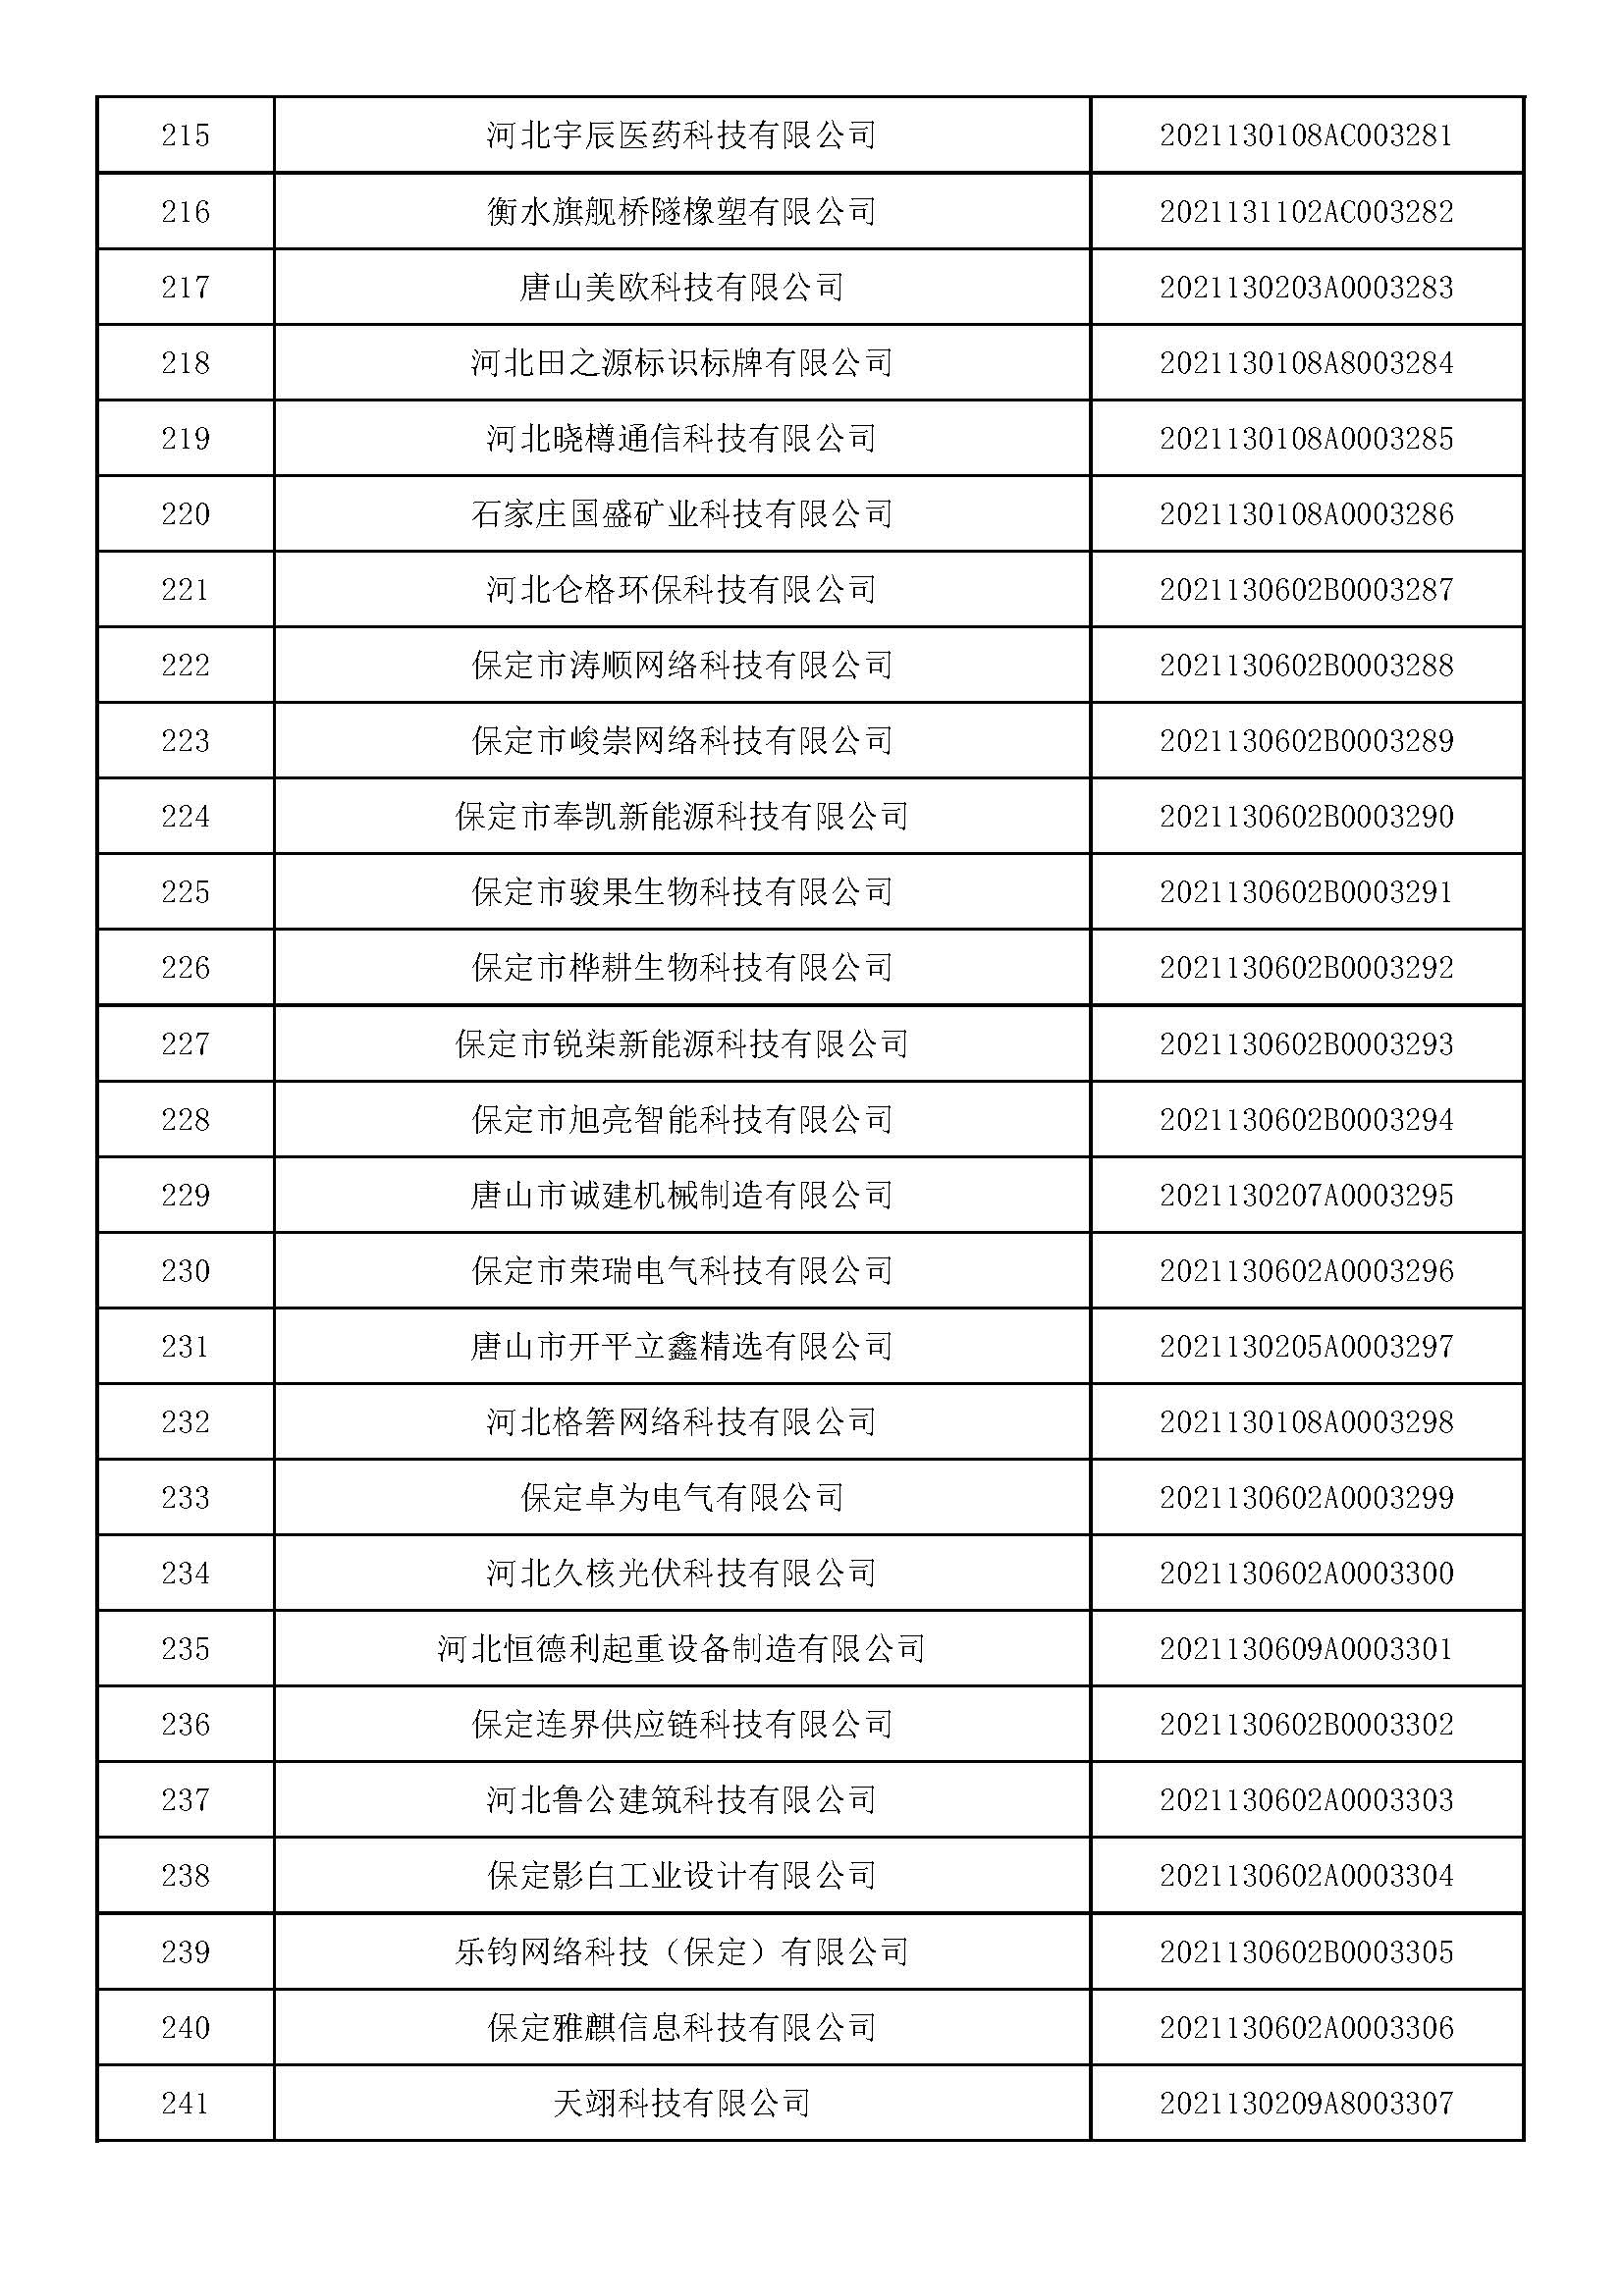 215 河北宇辰医药科技有限公司 2021130108AC003281
216 衡水旗舰桥隧橡塑有限公司 2021131102AC003282
217 唐山美欧科技有限公司 2021130203A0003283
218 河北田之源标识标牌有限公司 2021130108A8003284
219 河北晓樽通信科技有限公司 2021130108A0003285
220 石家庄国盛矿业科技有限公司 2021130108A0003286
221 河北仑格环保科技有限公司 2021130602B0003287
222 保定市涛顺网络科技有限公司 2021130602B0003288
223 保定市峻崇网络科技有限公司 2021130602B0003289
224 保定市奉凯新能源科技有限公司 2021130602B0003290
225 保定市骏果生物科技有限公司 2021130602B0003291
226 保定市桦耕生物科技有限公司 2021130602B0003292
227 保定市锐柒新能源科技有限公司 2021130602B0003293
228 保定市旭亮智能科技有限公司 2021130602B0003294
229 唐山市诚建机械制造有限公司 2021130207A0003295
230 保定市荣瑞电气科技有限公司 2021130602A0003296
231 唐山市开平立鑫精选有限公司 2021130205A0003297
232 河北格箬网络科技有限公司 2021130108A0003298
233 保定卓为电气有限公司 2021130602A0003299
234 河北久核光伏科技有限公司 2021130602A0003300
235 河北恒德利起重设备制造有限公司 2021130609A0003301
236 保定连界供应链科技有限公司 2021130602B0003302
237 河北鲁公建筑科技有限公司 2021130602A0003303
238 保定影白工业设计有限公司 2021130602A0003304
239 乐钧网络科技（保定）有限公司 2021130602B0003305
240 保定雅麒信息科技有限公司 2021130602A0003306
241 天翊科技有限公司 2021130209A8003307